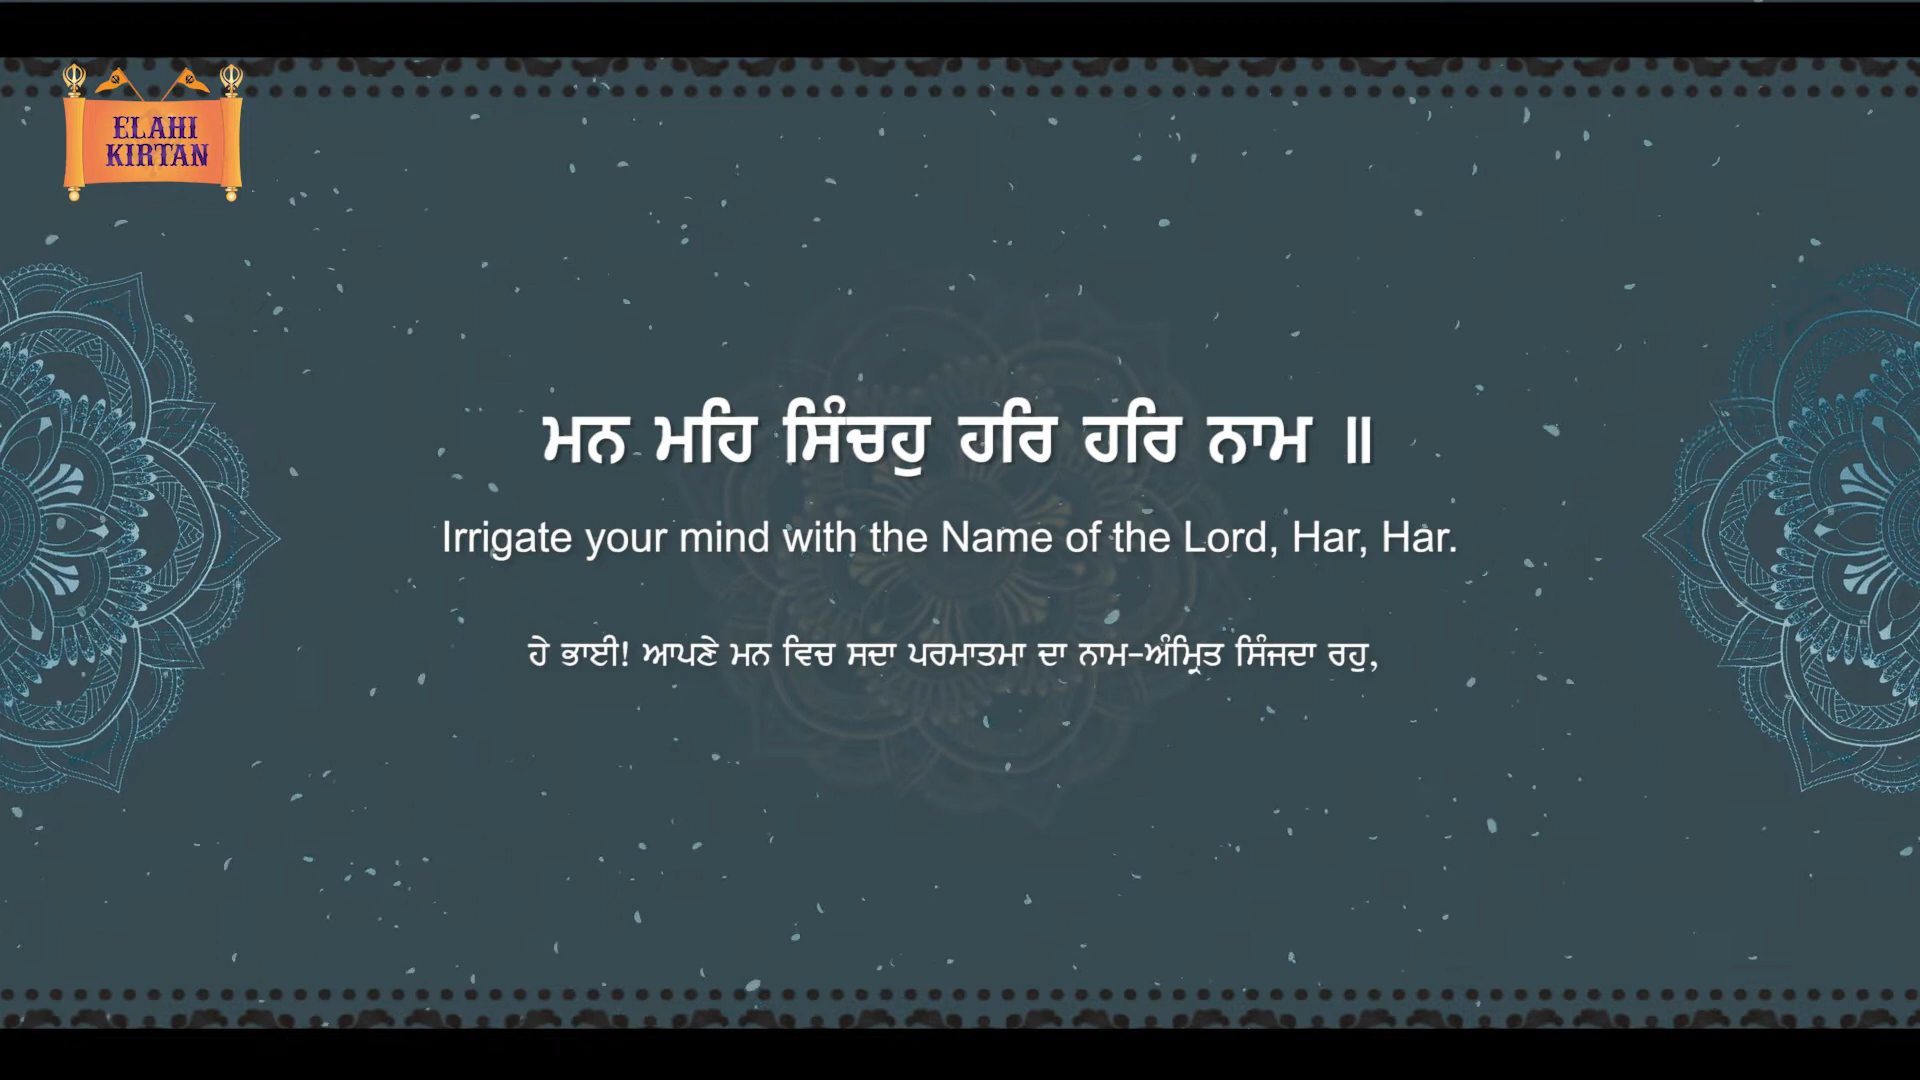 ELAHI
KIRTAN
ਮਨ ਮਹਿ ਸਿੰਚਹੁ ਹਰਿ ਹਰਿ ਨਾਮ ॥
Irrigate your mind with the Name of the Lord, Har, Har.
ਹੇ ਭਾਈ! ਆਪਣੇ ਮਨ ਵਿਚ ਸਦਾ ਪਰਮਾਤਮਾ ਦਾ ਨਾਮ-ਅੰਮ੍ਰਿਤ ਸਿੰਜਦਾ ਰਹੁ,